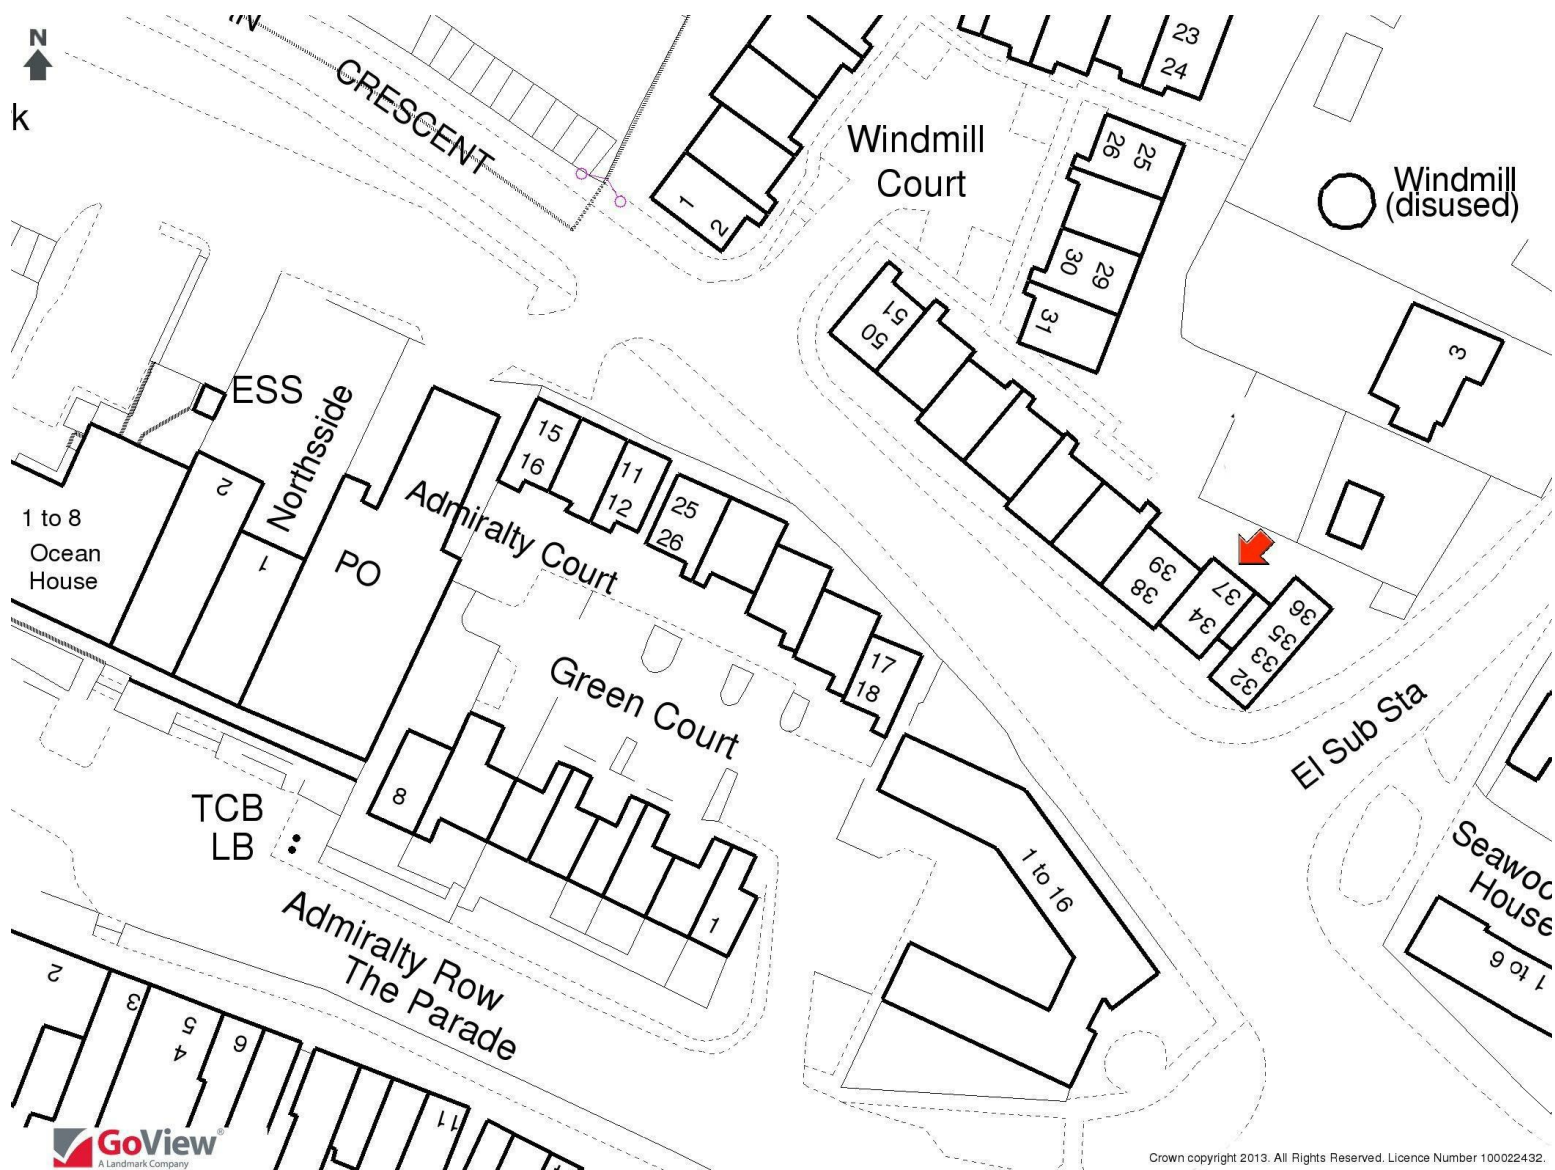 N
k
CRESCENT
23
24
Windmill
Court
26
25
Windmill
(disused)
1
2
30
29
31
51
50
3
ESS
Northsside
2
1
PO
1 to 8
Ocean
House
15
16
11
12
Admiralty Court
25
26
39
38
37
34
36
35
33
32
17
18
Green Court
El Sub Sta
8
1
TCB
LB
1 to 16
Seawoo
House
1 to 6
Admiralty Row
The Parade
2
3
5
4
6
11
GoView®
A Landmark Company
Crown copyright 2013. All Rights Reserved. Licence Number 100022432.